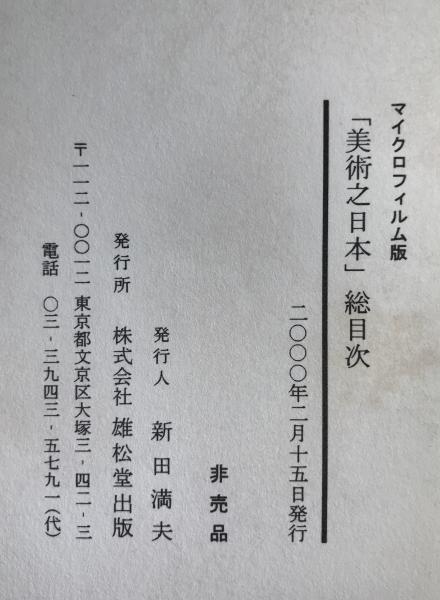 マイクロフィルム版
「美術之日本」総目次
二〇〇〇年二月十五日発行
非売品
発行人 新田満夫
発行所 株式会社 雄松堂出版
〒一一二-〇〇一二 東京都文京区大塚三-四二-三
電話 〇三-三九四三-五七九一(代)